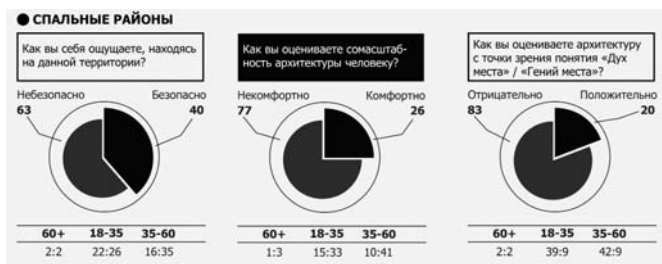 СПАЛЬНЫЕ РАЙОНЫ
Как вы себя ощущаете, находясь
на данной территории?
Небезопасно
63
Безопасно
40
60+ 18-35 35-60
2:2 22:26 16:35
Как вы оцениваете сомасштаб-
ность архитектуры человеку?
Некомфортно
77
Комфортно
26
60+ 18-35 35-60
1:3 15:33 10:41
Как вы оцениваете архитектуру
с точки зрения понятия «Дух
места» / «Гений места»?
Отрицательно
83
Положительно
20
60+ 18-35 35-60
2:2 39:9 42:9